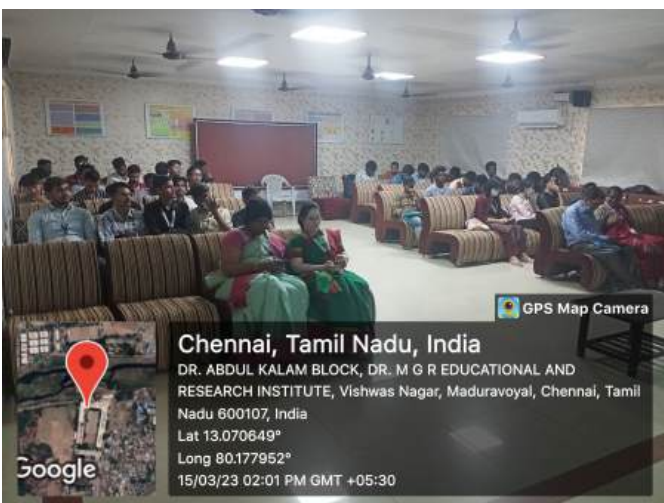 GPS Map Camera
Chennai, Tamil Nadu, India
DR. ABDUL KALAM BLOCK, DR. M G R EDUCATIONAL AND
RESEARCH INSTITUTE, Vishwas Nagar, Maduravoyal, Chennai, Tamil
Nadu 600107, India
Lat 13.070649°
Long 80.177952°
15/03/23 02:01 PM GMT +05:30
Google